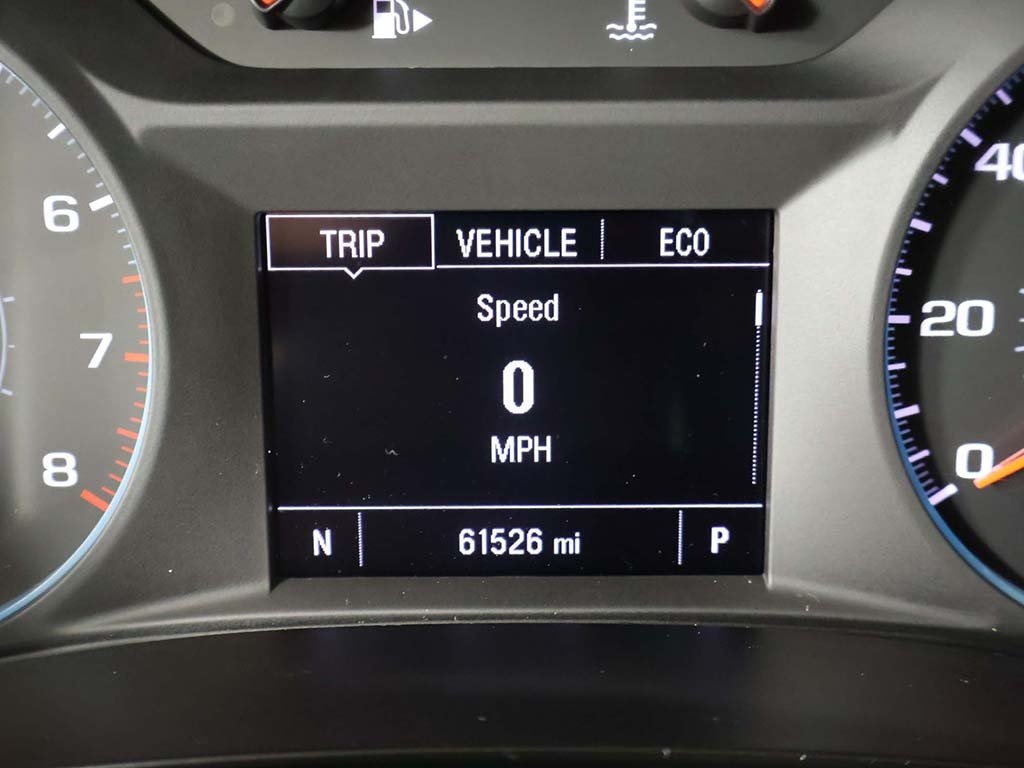 TRIP VEHICLE ECO
Speed
0
MPH
N 61526 mi P
6
7
8
40
20
0